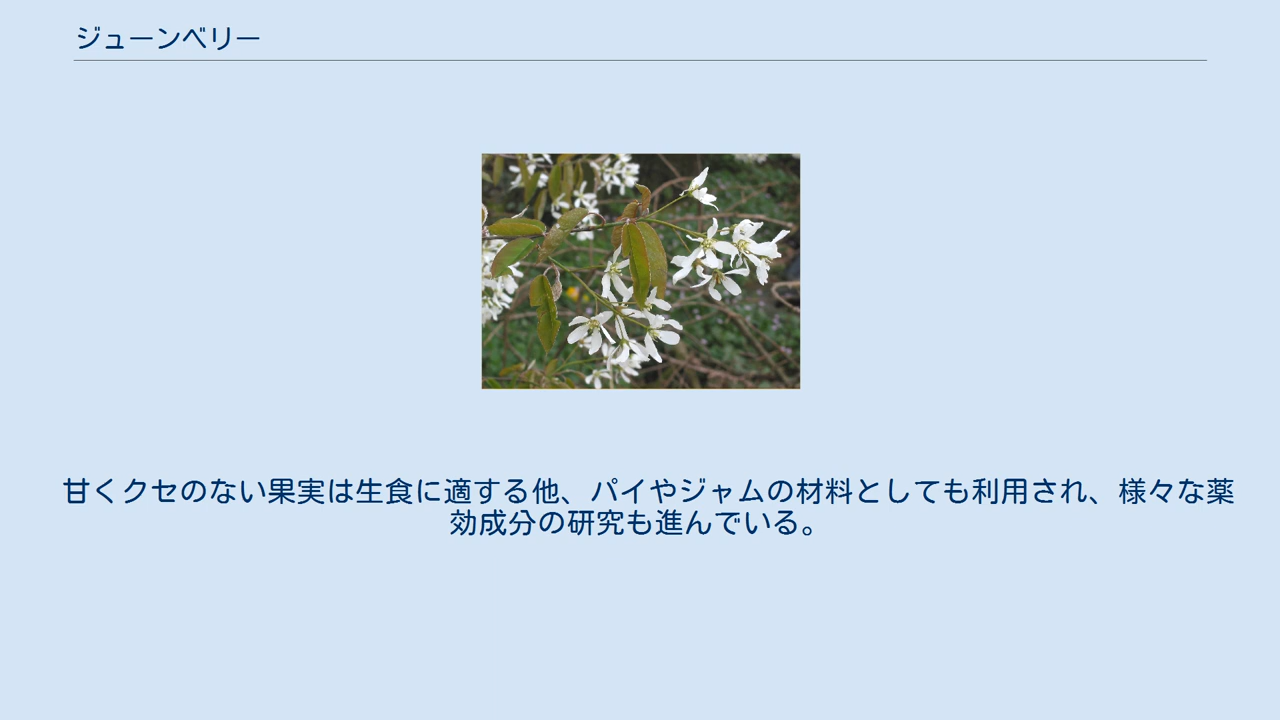 ジューンベリー
甘くクセのない果実は生食に適する他、パイやジャムの材料としても利用され、様々な薬
効成分の研究も進んでいる。